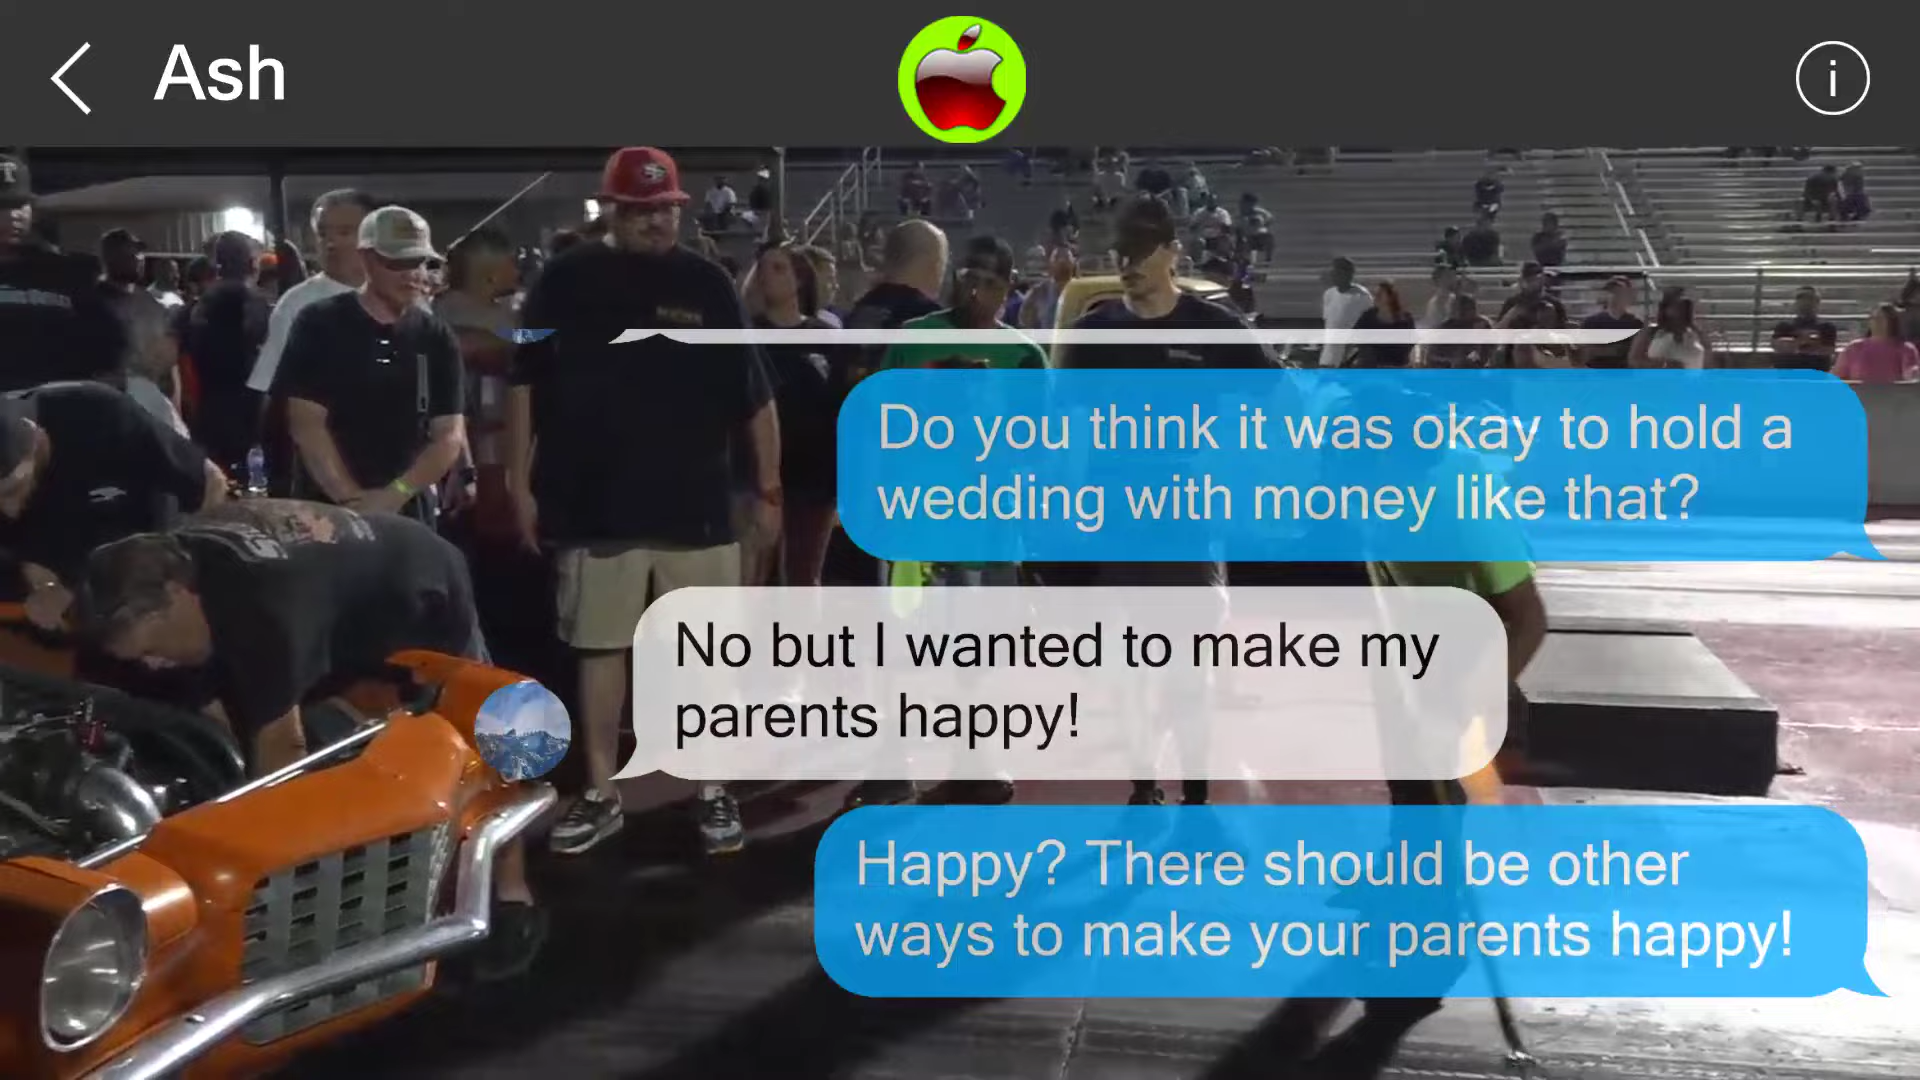 Ash
Do you think it was okay to hold a
wedding with money like that?
No but I wanted to make my
parents happy!
Happy? There should be other
ways to make your parents happy!